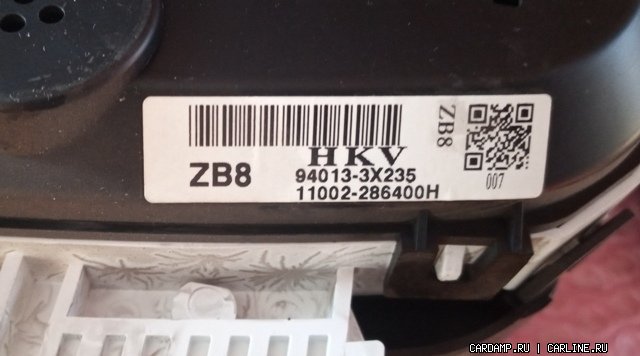 HKV
ZB8
94013-3X235
11002-286400H
ZB8
007
CARDAMP.RU | CARLINE.RU